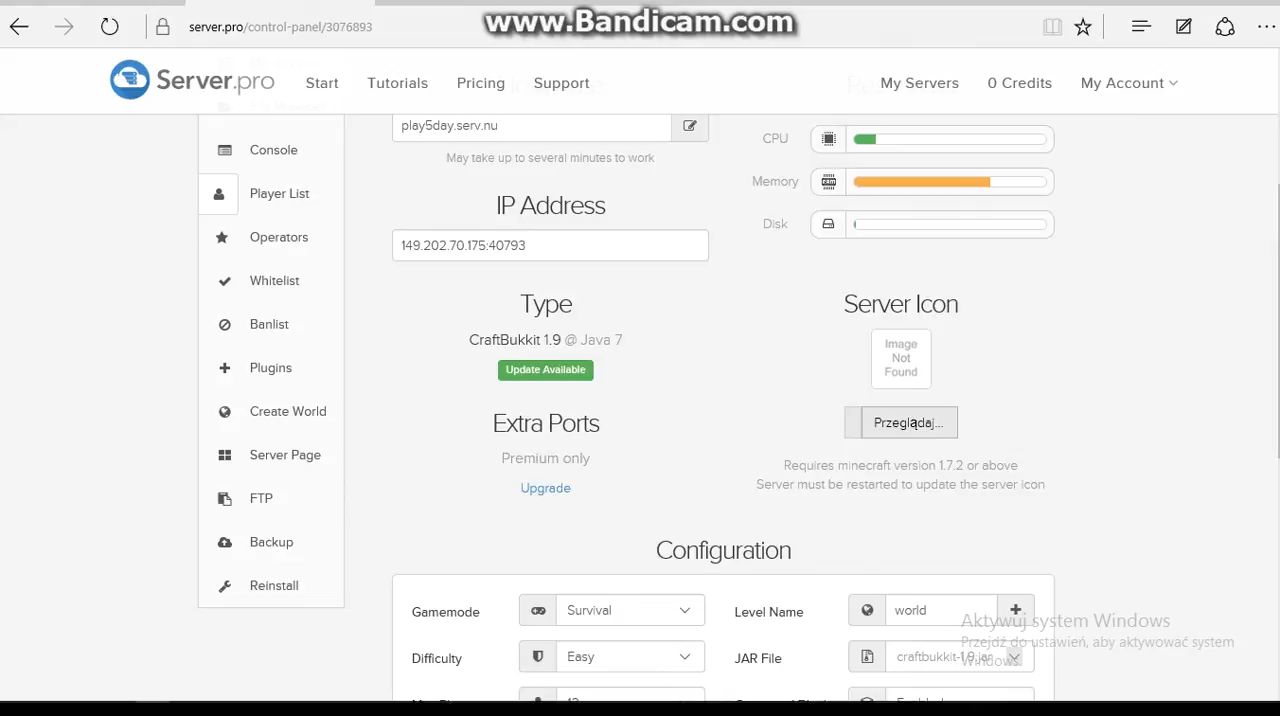 www.Bandicam.com
server.pro/control-panel/3076893
Server.pro
Start
Tutorials
Pricing
Support
My Servers
0 Credits
My Account
Console
Player List
Operators
Whitelist
Banlist
Plugins
Create World
Server Page
FTP
Backup
Reinstall
play5day.serv.nu
May take up to several minutes to work
IP Address
149.202.70.175:40793
Type
CraftBukkit 1.9 @ Java 7
Update Available
Extra Ports
Premium only
Upgrade
CPU
Memory
Disk
Server Icon
Image
Not
Found
Przeglądaj...
Requires minecraft version 1.7.2 or above
Server must be restarted to update the server icon
Configuration
Gamemode
Survival
Level Name
world
Difficulty
Easy
JAR File
craftbukkit-1.9.jar
Aktywuj system Windows
Przejdź do ustawień, aby aktywować system
Windows.